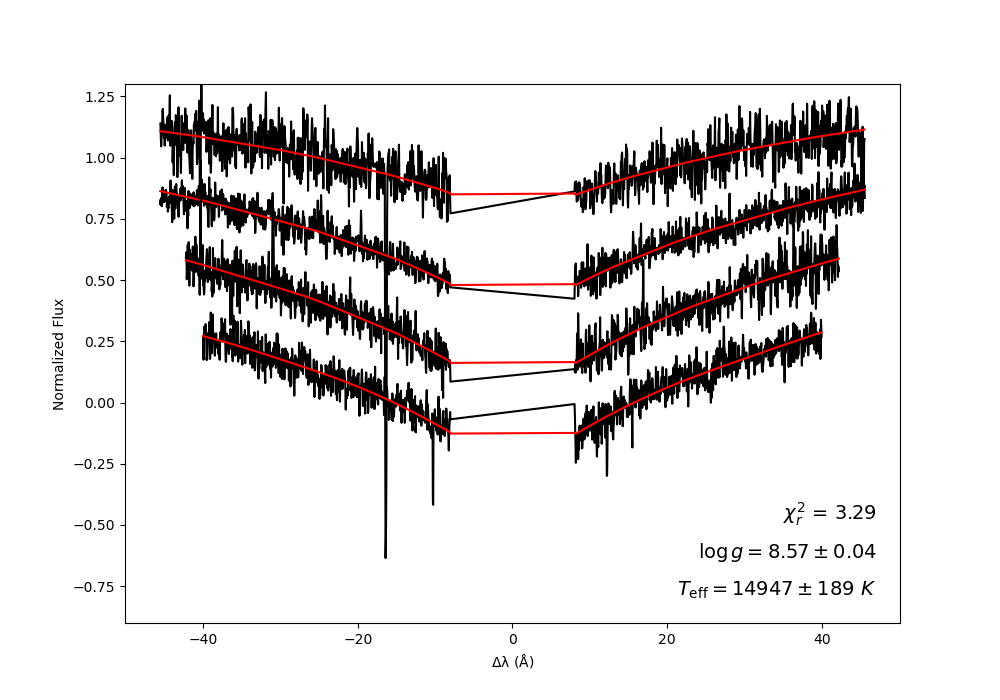 1.25
1.00
0.75
0.50
0.25
0.00
−0.25
−0.50
−0.75
Normalized Flux
χ²ᵣ = 3.29
log g = 8.57 ± 0.04
T_eff = 14947 ± 189 K
−40 −20 0 20 40
Δλ (Å)